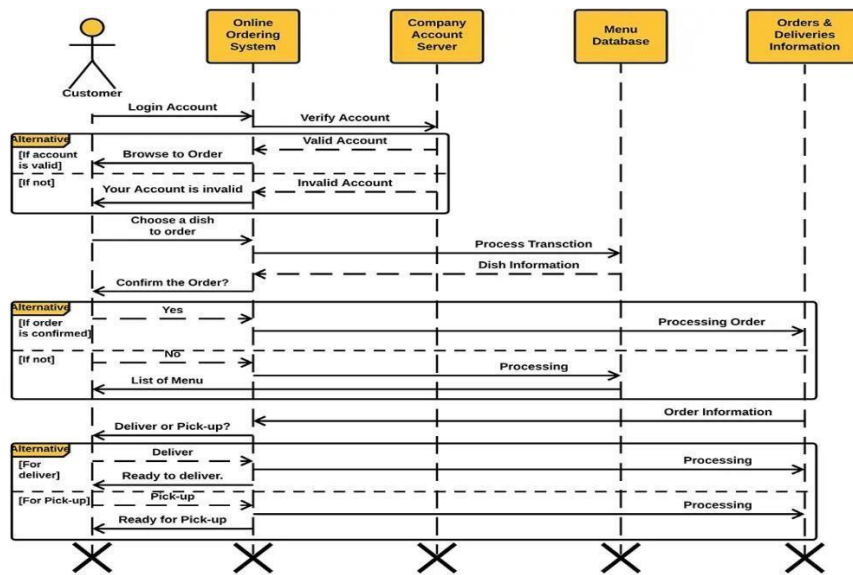 Online
Ordering
System
Company
Account
Server
Menu
Database
Orders &
Deliveries
Information
Customer
Login Account
Verify Account
Alternative
[If account
is valid]
Valid Account
Browse to Order
[If not]
Invalid Account
Your Account is invalid
Choose a dish
to order
Process Transction
Dish Information
Confirm the Order?
Alternative
Yes
[If order
is confirmed]
Processing Order
[If not]
No
Processing
List of Menu
Order Information
Deliver or Pick-up?
Alternative
Deliver
[For
deliver]
Processing
Ready to deliver.
[For Pick-up]
Pick-up
Processing
Ready for Pick-up